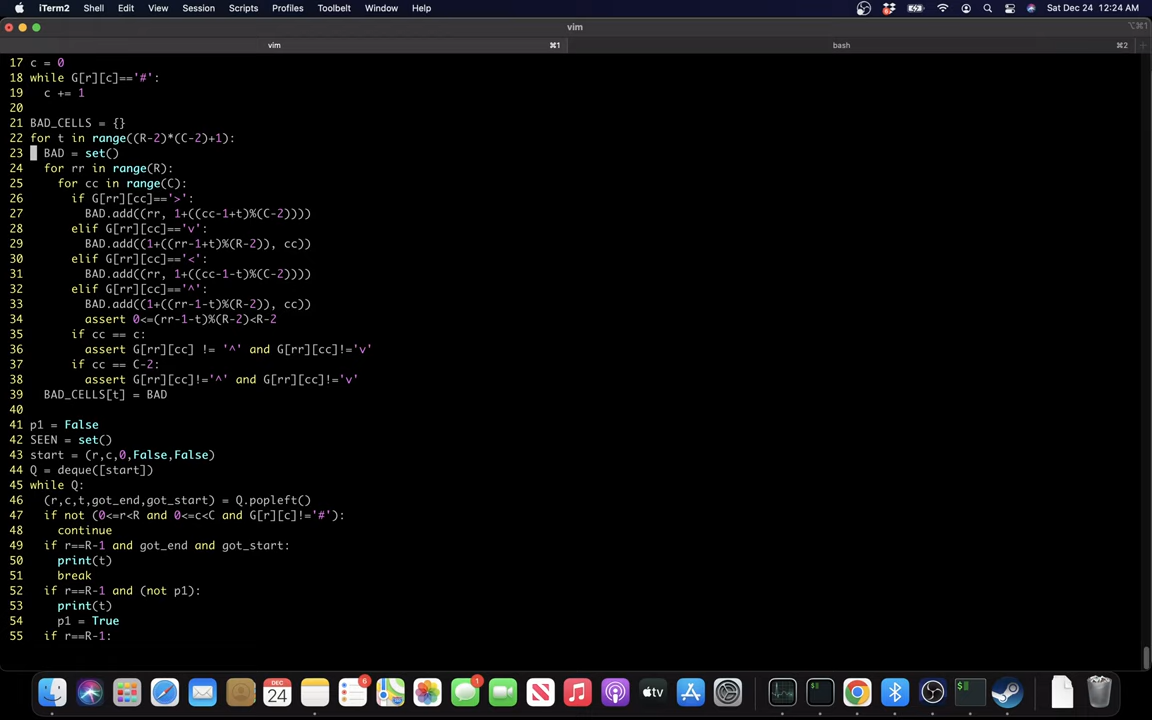 iTerm2 Shell Edit View Session Scripts Profiles Toolbelt Window Help Sat Dec 24 12:24 AM
vim ⌥⌘1
vim ⌘1 bash ⌘2
17 c = 0
18 while G[r][c]=='#':
19   c += 1
20
21 BAD_CELLS = {}
22 for t in range((R-2)*(C-2)+1):
23   BAD = set()
24   for rr in range(R):
25     for cc in range(C):
26       if G[rr][cc]=='>':
27         BAD.add((rr, 1+((cc-1+t)%(C-2))))
28       elif G[rr][cc]=='v':
29         BAD.add((1+((rr-1+t)%(R-2)), cc))
30       elif G[rr][cc]=='<':
31         BAD.add((rr, 1+((cc-1-t)%(C-2))))
32       elif G[rr][cc]=='^':
33         BAD.add((1+((rr-1-t)%(R-2)), cc))
34         assert 0<=(rr-1-t)%(R-2)<R-2
35       if cc == c:
36         assert G[rr][cc] != '^' and G[rr][cc]!='v'
37       if cc == C-2:
38         assert G[rr][cc]!='^' and G[rr][cc]!='v'
39   BAD_CELLS[t] = BAD
40
41 p1 = False
42 SEEN = set()
43 start = (r,c,0,False,False)
44 Q = deque([start])
45 while Q:
46   (r,c,t,got_end,got_start) = Q.popleft()
47   if not (0<=r<R and 0<=c<C and G[r][c]!='#'):
48     continue
49   if r==R-1 and got_end and got_start:
50     print(t)
51     break
52   if r==R-1 and (not p1):
53     print(t)
54     p1 = True
55   if r==R-1:
DEC
24
6
1
tv